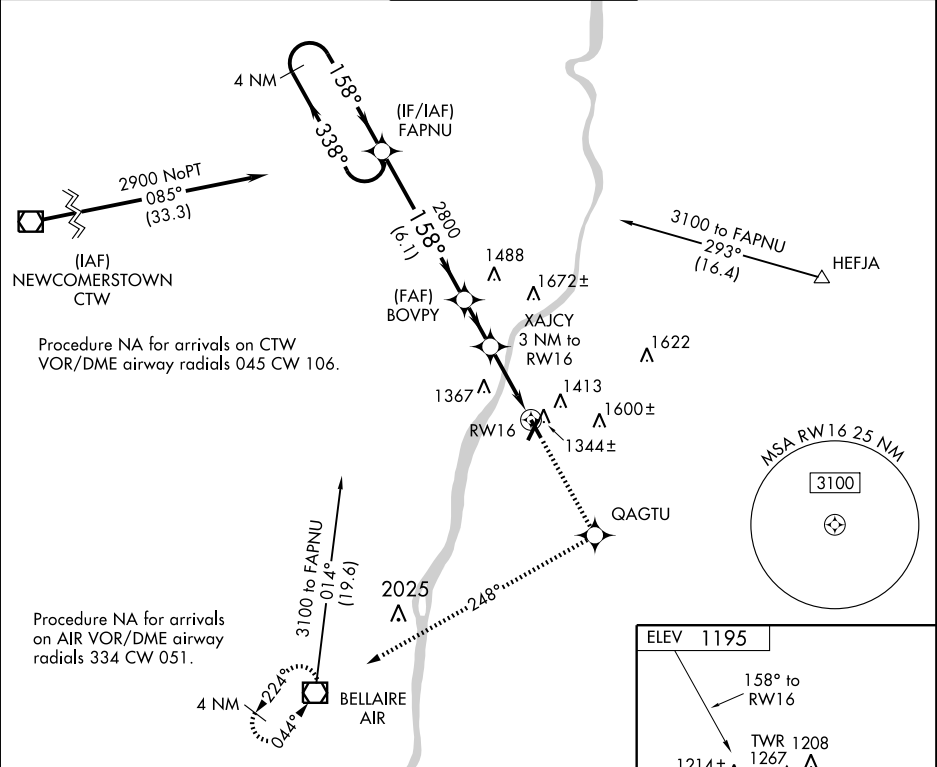 4 NM
158°
338°
(IF/IAF)
FAPNU
2900 NoPT
085°
(33.3)
(IAF)
NEWCOMERSTOWN
CTW
2800
158°
(6.1)
3100 to FAPNU
293°
(16.4)
HEFJA
1488
1672±
(FAF)
BOVPY
XAJCY
3 NM to
RW16
Procedure NA for arrivals on CTW
VOR/DME airway radials 045 CW 106.
1622
1367
1413
1600±
RW16
1344±
MSA RW16 25 NM
3100
QAGTU
3100 to FAPNU
014°
(19.6)
2025
248°
Procedure NA for arrivals
on AIR VOR/DME airway
radials 334 CW 051.
4 NM
224°
044°
BELLAIRE
AIR
ELEV 1195
158° to
RW16
TWR 1208
1267
1214±